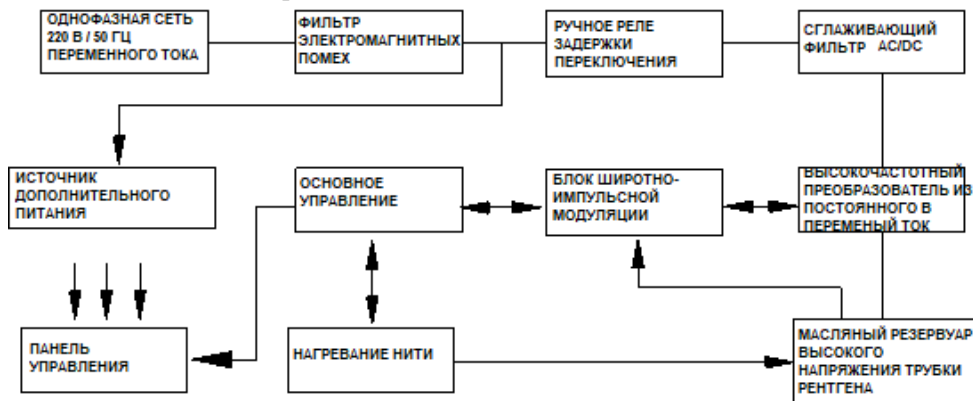 ОДНОФАЗНАЯ СЕТЬ
220 В / 50 ГЦ
ПЕРЕМЕННОГО ТОКА
ФИЛЬТР
ЭЛЕКТРОМАГНИТНЫХ
ПОМЕХ
РУЧНОЕ РЕЛЕ
ЗАДЕРЖКИ
ПЕРЕКЛЮЧЕНИЯ
СГЛАЖИВАЮЩИЙ
ФИЛЬТР AC/DC
ИСТОЧНИК
ДОПОЛНИТЕЛЬНОГО
ПИТАНИЯ
ОСНОВНОЕ
УПРАВЛЕНИЕ
БЛОК ШИРОТНО-
ИМПУЛЬСНОЙ
МОДУЛЯЦИИ
ВЫСОКОЧАСТОТНЫЙ
ПРЕОБРАЗОВАТЕЛЬ ИЗ
ПОСТОЯННОГО В
ПЕРЕМЕНЫЙ ТОК
ПАНЕЛЬ
УПРАВЛЕНИЯ
НАГРЕВАНИЕ НИТИ
МАСЛЯНЫЙ РЕЗЕРВУАР
ВЫСОКОГО
НАПРЯЖЕНИЯ ТРУБКИ
РЕНТГЕНА